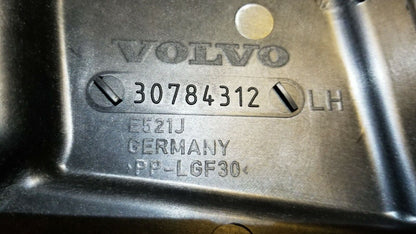 VOLVO
30784312 LH
E521J
GERMANY
>PP-LGF30<